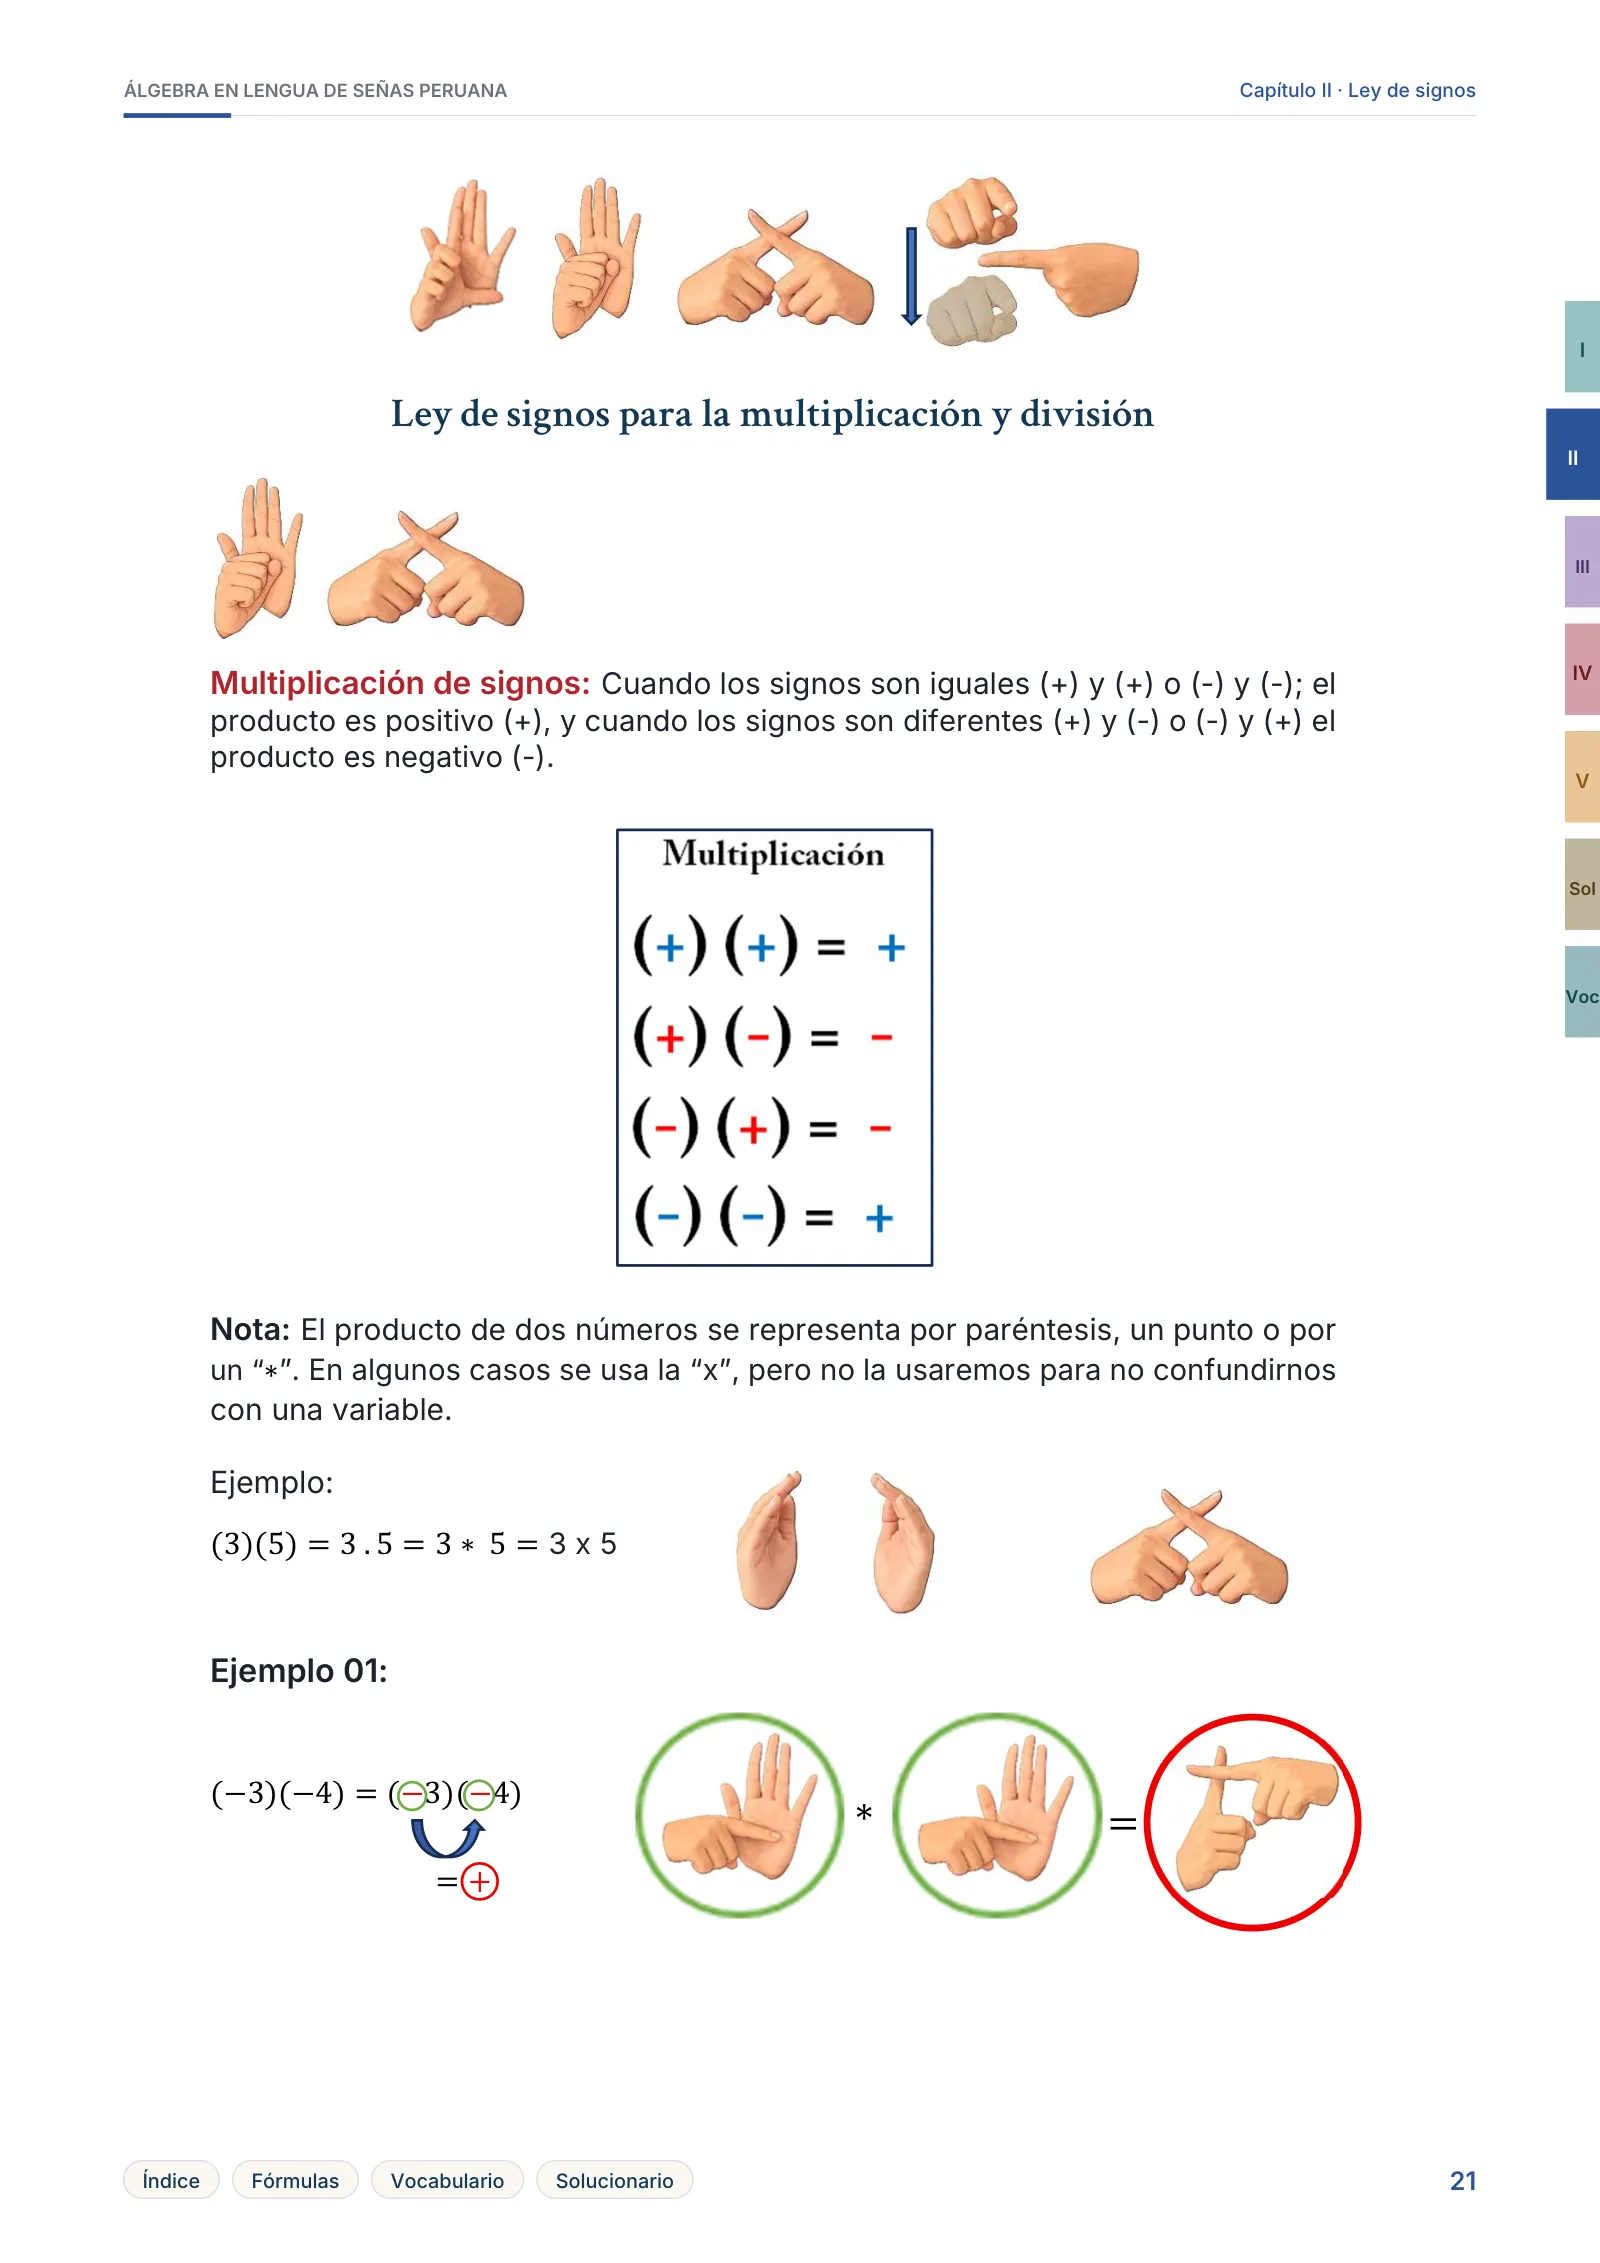 ÁLGEBRA EN LENGUA DE SEÑAS PERUANA
Capítulo II · Ley de signos
Ley de signos para la multiplicación y división
Multiplicación de signos: Cuando los signos son iguales (+) y (+) o (-) y (-); el
producto es positivo (+), y cuando los signos son diferentes (+) y (-) o (-) y (+) el
producto es negativo (-).
Multiplicación
(+) (+) = +
(+) (-) = -
(-) (+) = -
(-) (-) = +
Nota: El producto de dos números se representa por paréntesis, un punto o por
un “*”. En algunos casos se usa la “x”, pero no la usaremos para no confundirnos
con una variable.
Ejemplo:
(3)(5) = 3 . 5 = 3 * 5 = 3 x 5
Ejemplo 01:
(−3)(−4) = (−3)(−4)
= +
* =
I
II
III
IV
V
Sol
Voc
Índice
Fórmulas
Vocabulario
Solucionario
21